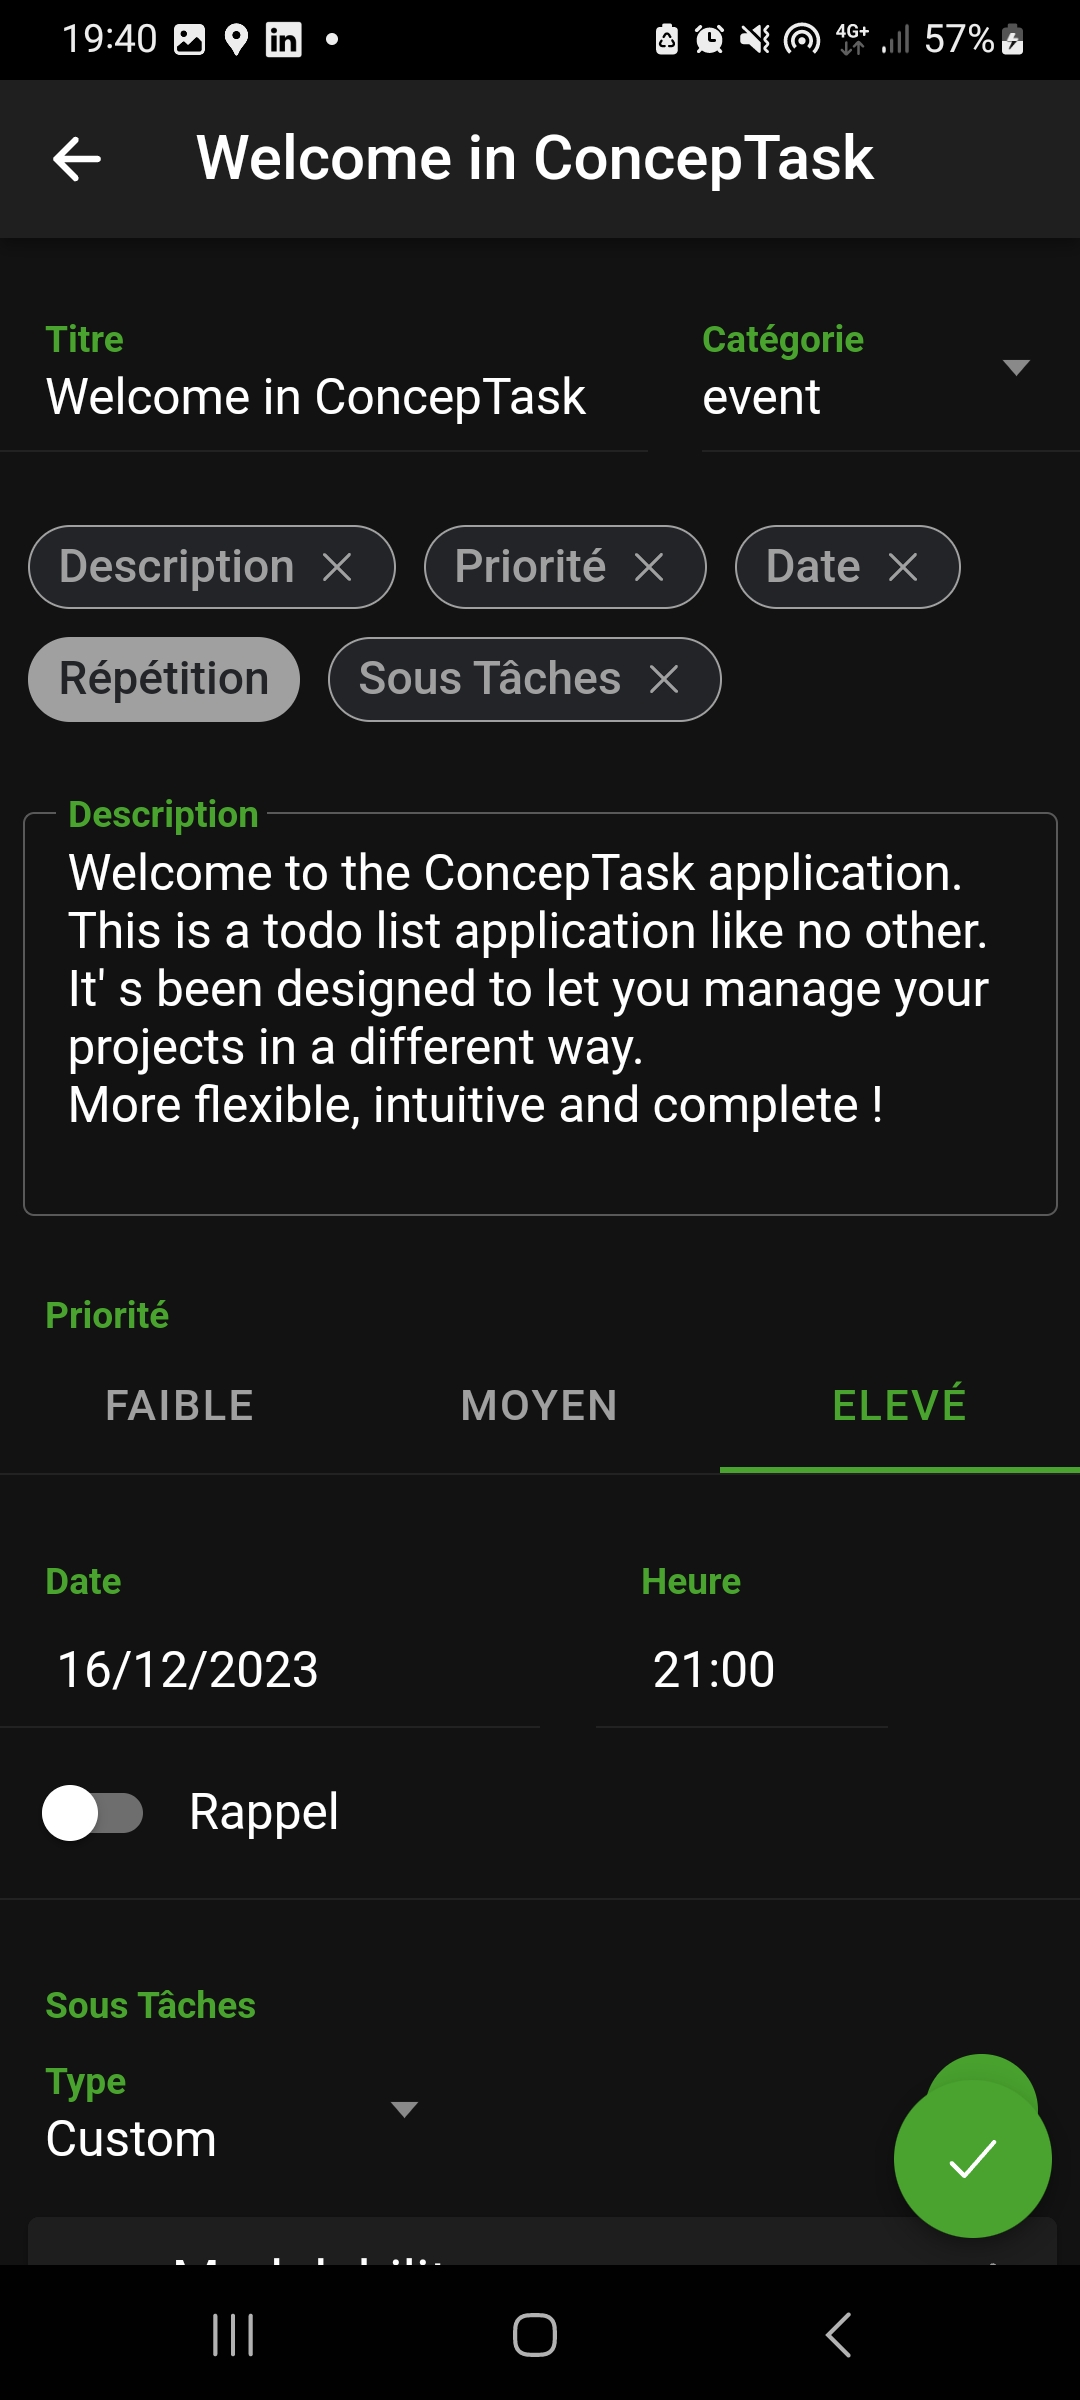 19:40 in 4G+ 57%
Welcome in ConcepTask
Titre
Catégorie
Welcome in ConcepTask
event
Description
Priorité
Date
Répétition
Sous Tâches
Description
Welcome to the ConcepTask application.
This is a todo list application like no other.
It' s been designed to let you manage your
projects in a different way.
More flexible, intuitive and complete !
Priorité
FAIBLE
MOYEN
ELEVÉ
Date
Heure
16/12/2023
21:00
Rappel
Sous Tâches
Type
Custom